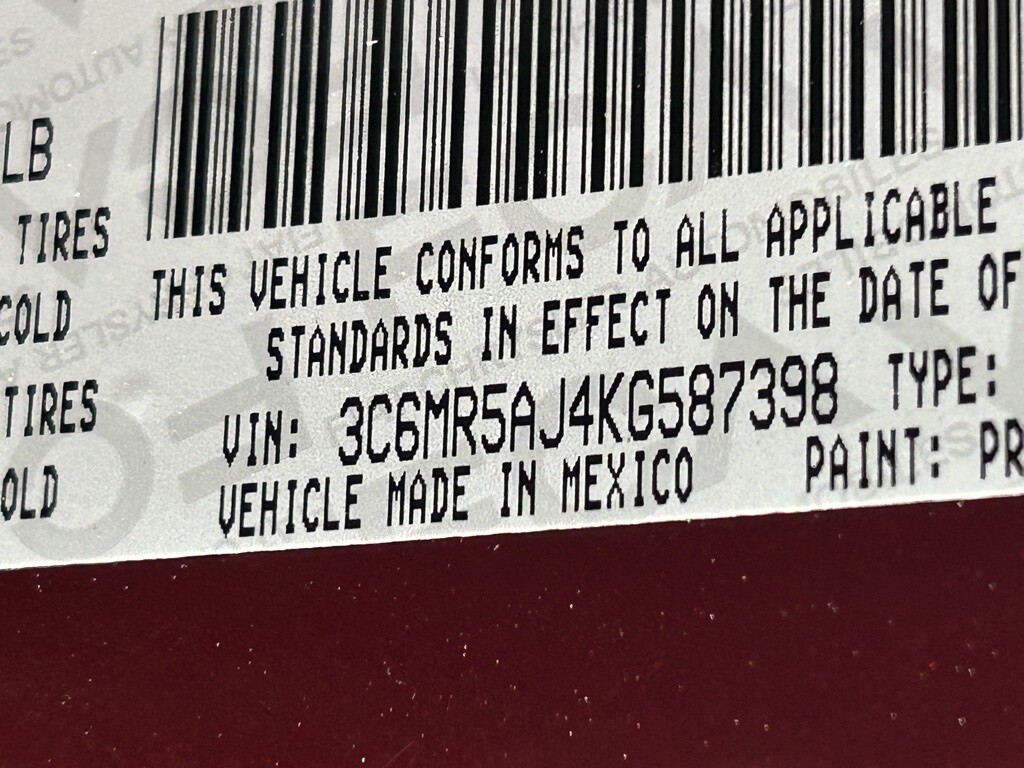 LB
TIRES
COLD
THIS VEHICLE CONFORMS TO ALL APPLICABLE
STANDARDS IN EFFECT ON THE DATE OF
TIRES
VIN: 3C6MR5AJ4KG587398 TYPE:
OLD
VEHICLE MADE IN MEXICO PAINT: PR